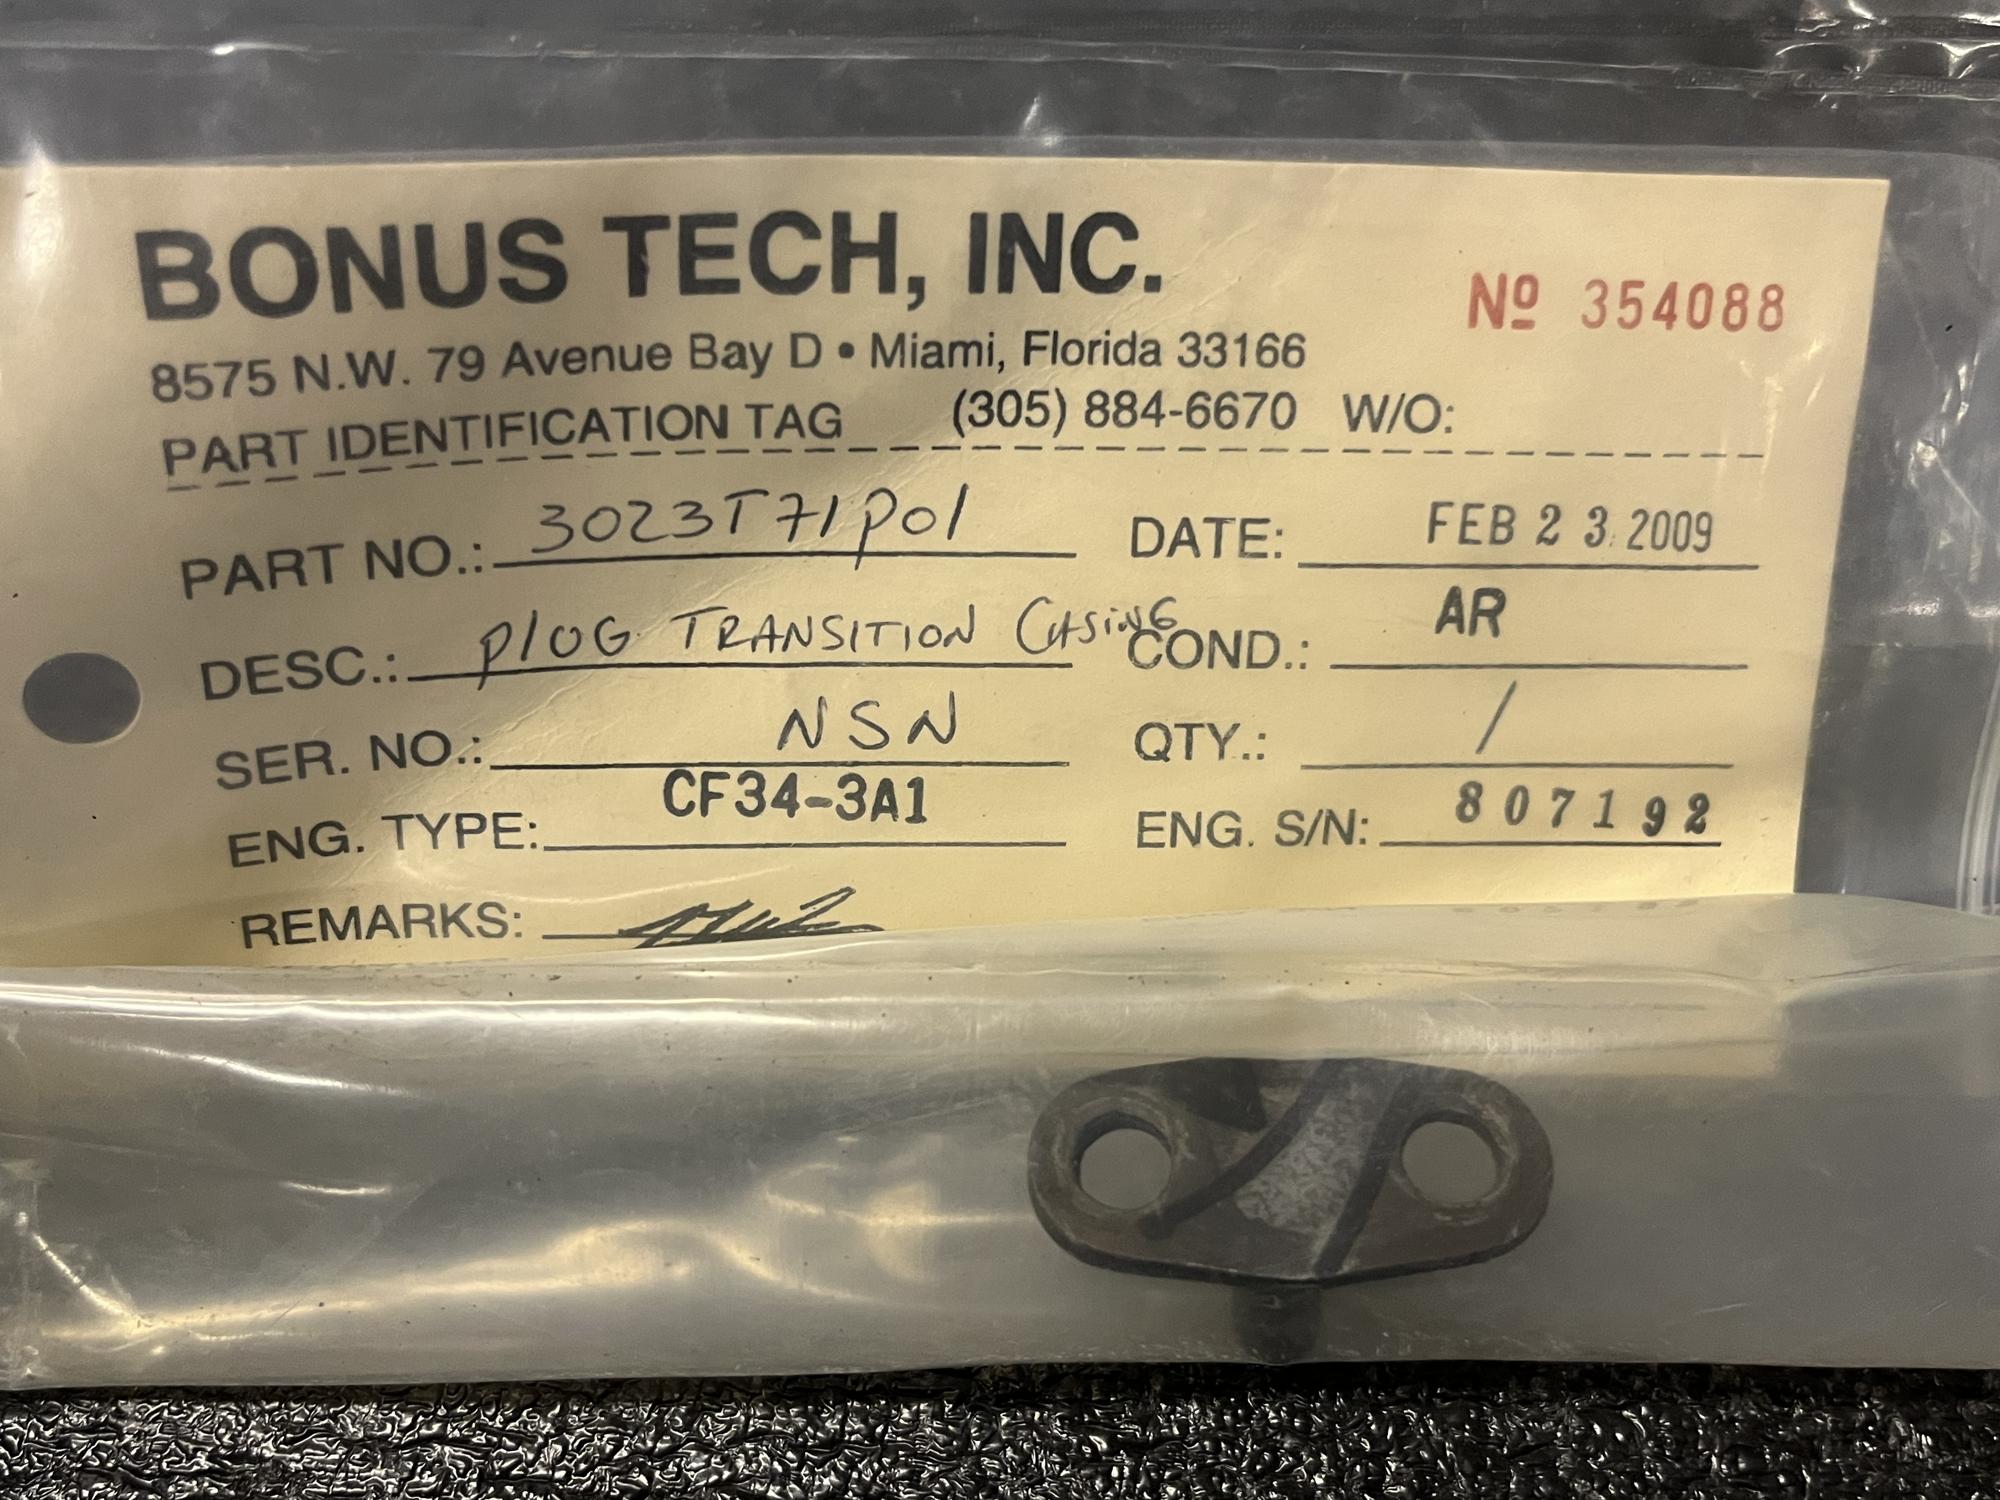 BONUS TECH, INC.
Nº 354088
8575 N.W. 79 Avenue Bay D • Miami, Florida 33166
PART IDENTIFICATION TAG (305) 884-6670 W/O:
PART NO.: 3023T71P01 DATE: FEB 23 2009
DESC.: PLUG TRANSITION CASING COND.: AR
SER. NO.: NSN QTY.: /
ENG. TYPE: CF34-3A1 ENG. S/N: 807192
REMARKS: